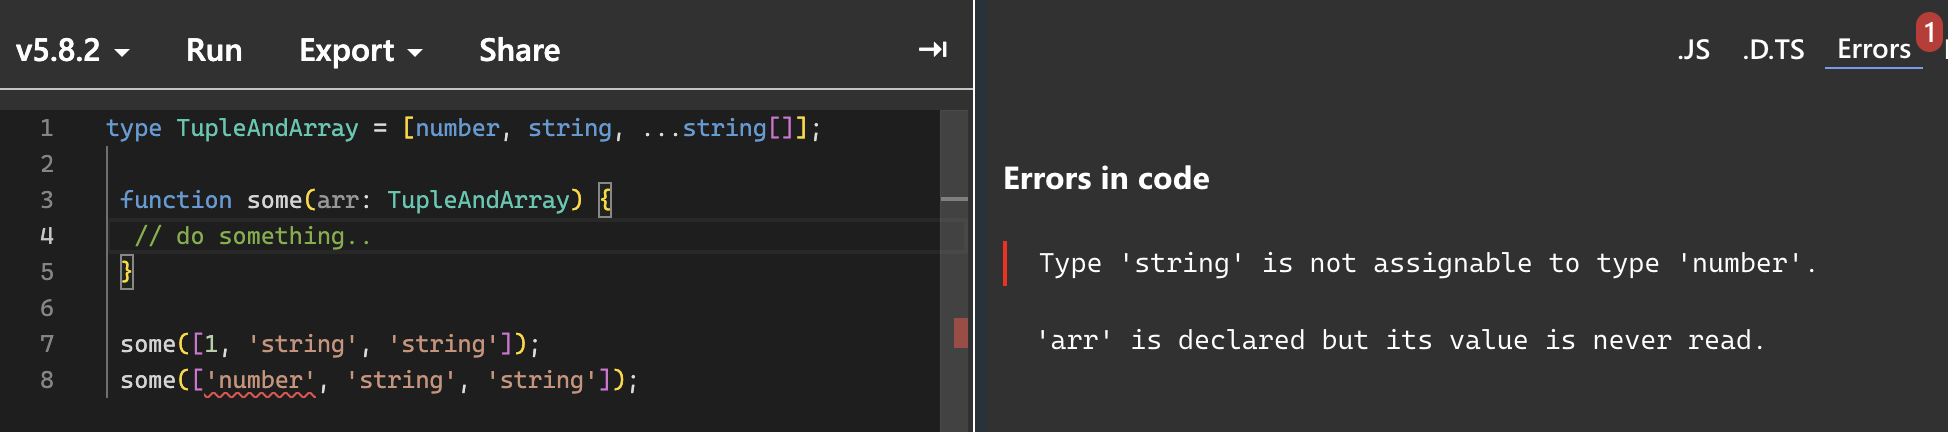 v5.8.2 Run Export Share
.JS .D.TS Errors 1
1 type TupleAndArray = [number, string, ...string[]];
2
3 function some(arr: TupleAndArray) {
4 // do something..
5 }
6
7 some([1, 'string', 'string']);
8 some(['number', 'string', 'string']);
Errors in code
Type 'string' is not assignable to type 'number'.
'arr' is declared but its value is never read.